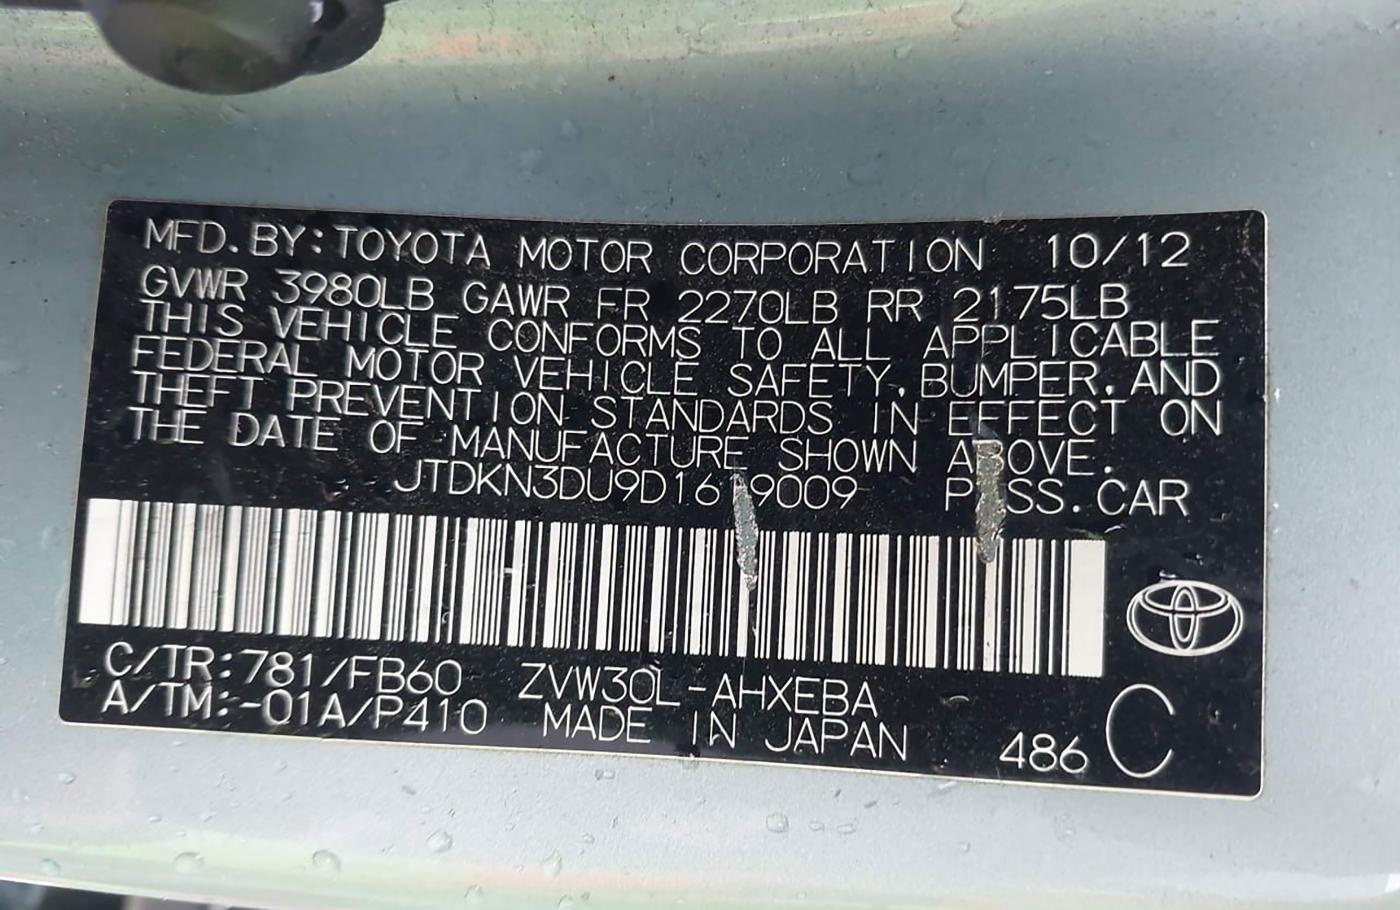 MFD. BY: TOYOTA MOTOR CORPORATION 10/12
GVWR 3980LB GAWR FR 2270LB RR 2175LB
THIS VEHICLE CONFORMS TO ALL APPLICABLE
FEDERAL MOTOR VEHICLE SAFETY, BUMPER, AND
THEFT PREVENTION STANDARDS IN EFFECT ON
THE DATE OF MANUFACTURE SHOWN ABOVE.
JTDKN3DU9D1619009 PASS. CAR
C/TR: 781/FB60 ZVW30L-AHXEBA
A/TM: -01A/P410 MADE IN JAPAN 486 C